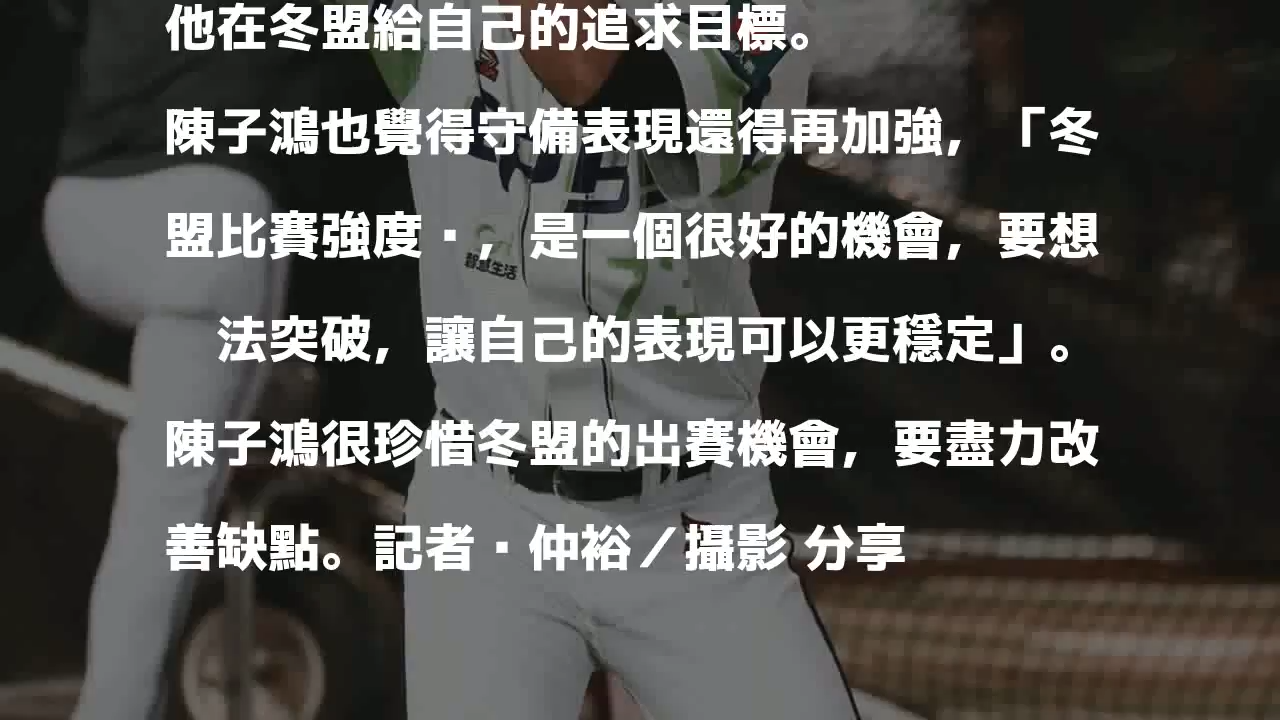 他在冬盟給自己的追求目標。
陳子鴻也覺得守備表現還得再加強，「冬
盟比賽強度·，是一個很好的機會，要想
法突破，讓自己的表現可以更穩定」。
陳子鴻很珍惜冬盟的出賽機會，要盡力改
善缺點。記者·仲裕／攝影 分享
智慧生活